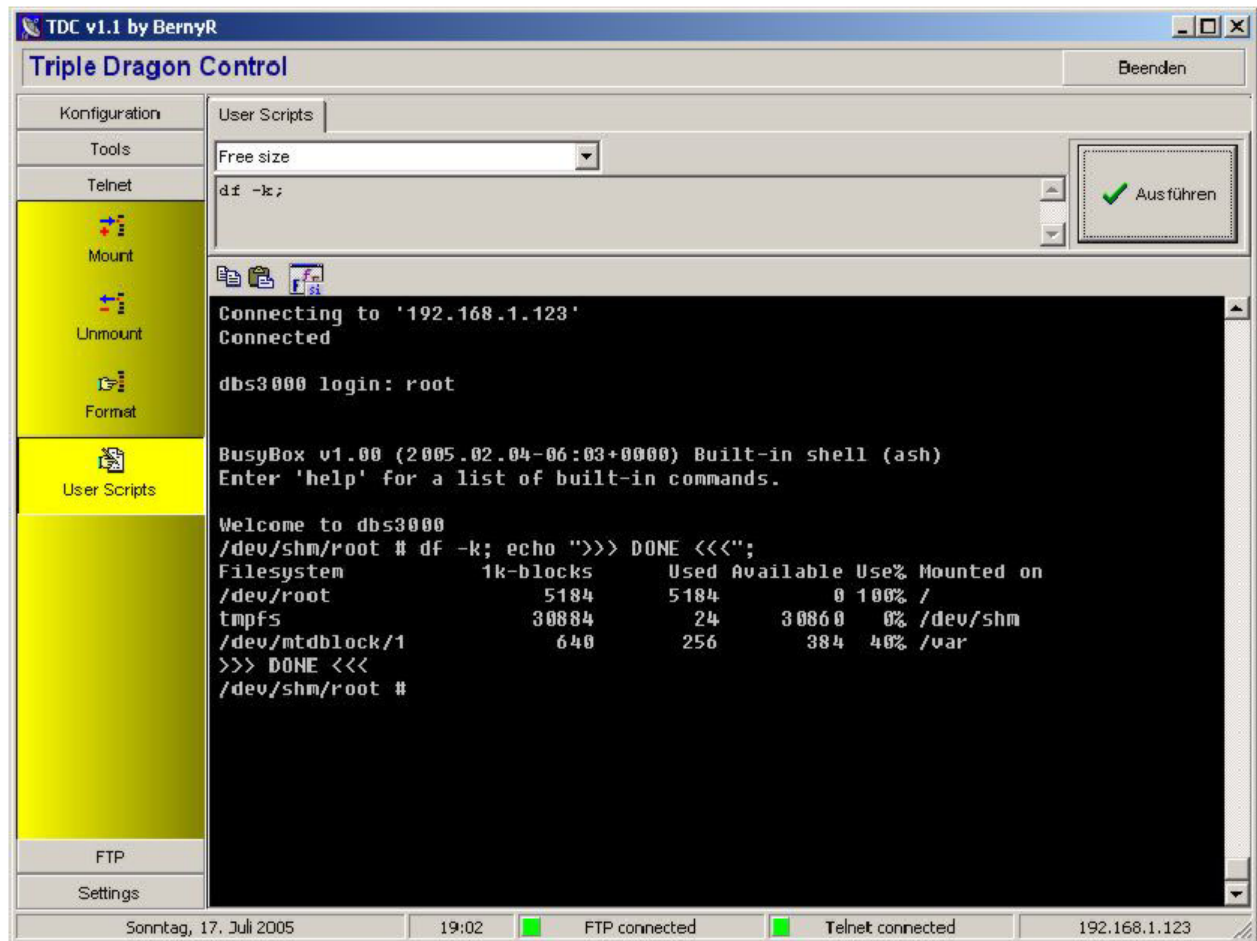 TDC v1.1 by BernyR
Triple Dragon Control
Beenden
Konfiguration
Tools
Telnet
Mount
Unmount
Format
User Scripts
FTP
Settings
User Scripts
Free size
df -k;
Ausführen
Connecting to '192.168.1.123'
Connected
dbs3000 login: root
BusyBox v1.00 (2005.02.04-06:03+0000) Built-in shell (ash)
Enter 'help' for a list of built-in commands.
Welcome to dbs3000
/dev/shm/root # df -k; echo ">>> DONE <<<";
Filesystem 1k-blocks Used Available Use% Mounted on
/dev/root 5184 5184 0 100% /
tmpfs 30884 24 30860 0% /dev/shm
/dev/mtdblock/1 640 256 384 40% /var
>>> DONE <<<
/dev/shm/root #
Sonntag, 17. Juli 2005 19:02 FTP connected Telnet connected 192.168.1.123